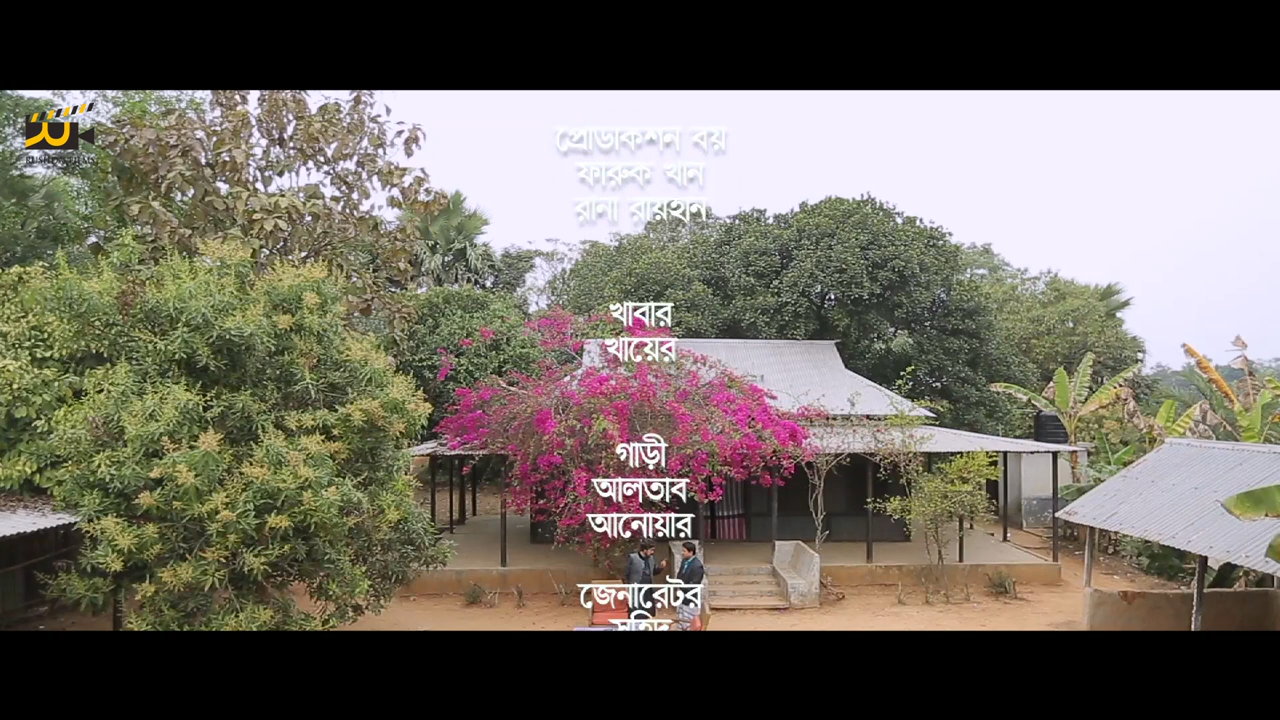 প্রোডাকশন বয়
ফারুক খান
রানা রায়হান
খাবার
খায়ের
গাড়ী
আলতাব
আনোয়ার
জেনারেটর